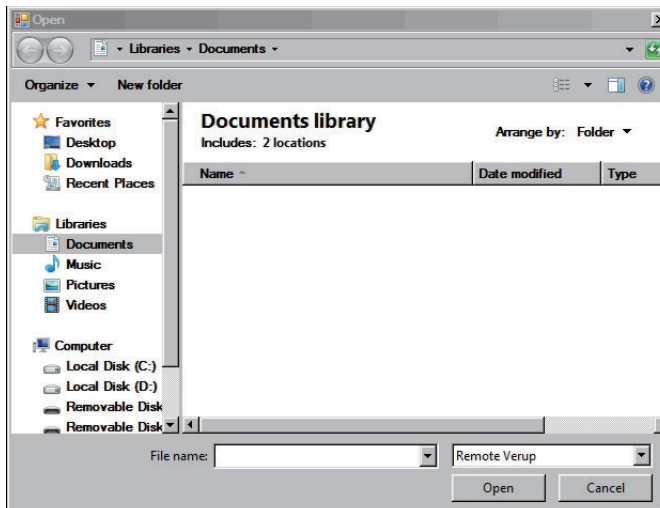 Open
Libraries Documents
Organize New folder
Favorites
Desktop
Downloads
Recent Places
Libraries
Documents
Music
Pictures
Videos
Computer
Local Disk (C:)
Local Disk (D:)
Removable Disk
Removable Disk
Documents library
Includes: 2 locations
Arrange by: Folder
Name Date modified Type
File name: Remote Verup
Open Cancel